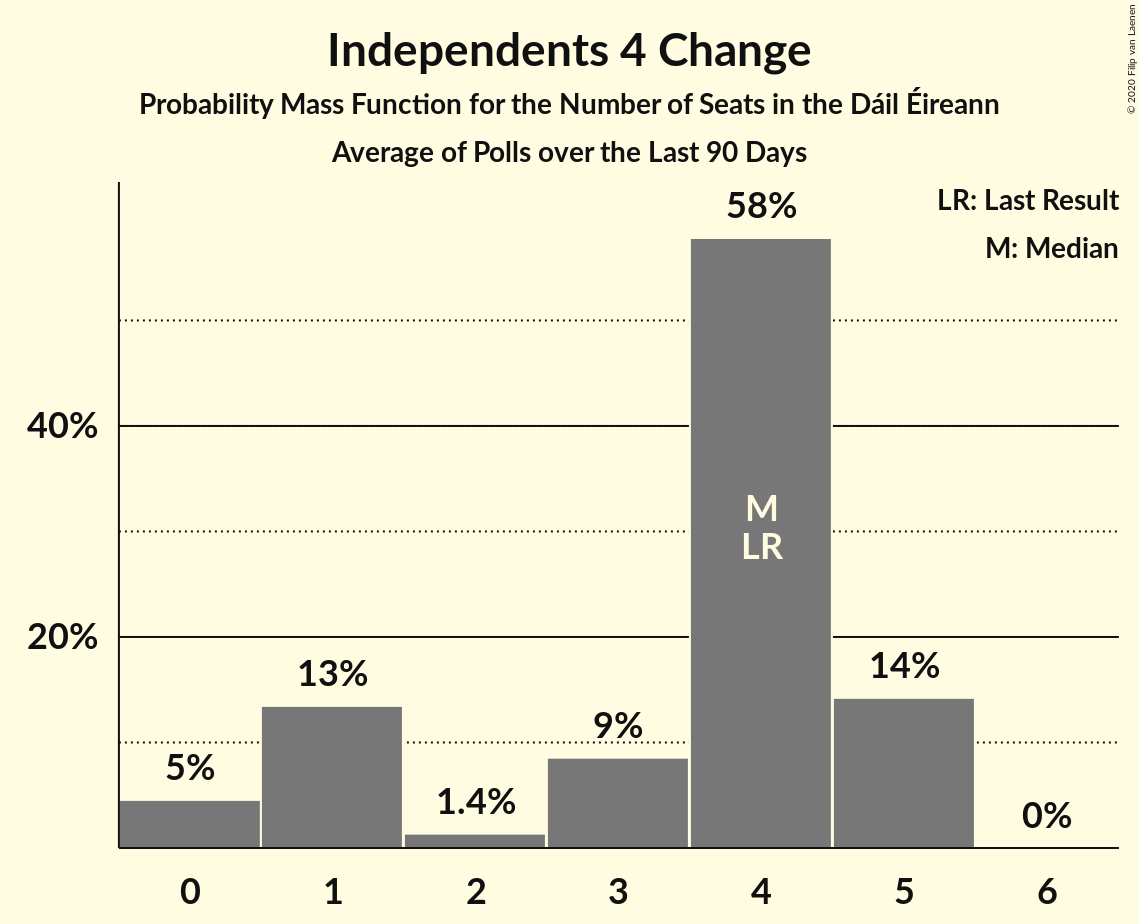 Independents 4 Change
Probability Mass Function for the Number of Seats in the Dáil Éireann
Average of Polls over the Last 90 Days
© 2020 Filip van Laenen
LR: Last Result
M: Median
58%
40%
M
LR
20%
14%
13%
9%
5%
1.4%
0%
0 1 2 3 4 5 6